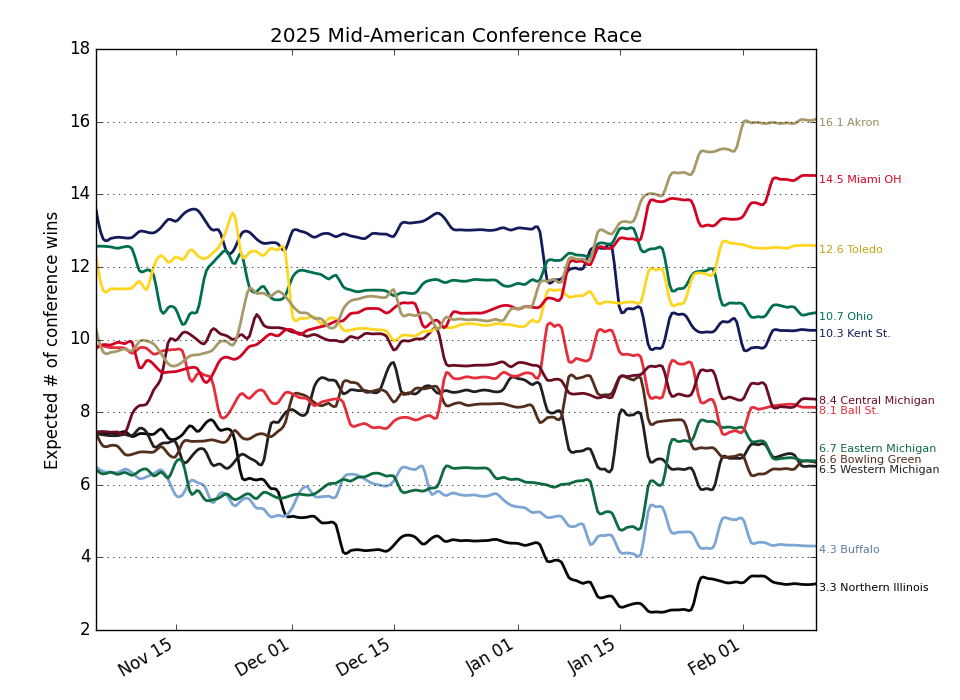 2025 Mid-American Conference Race
Expected # of conference wins
18
16
14
12
10
8
6
4
2
16.1 Akron
14.5 Miami OH
12.6 Toledo
10.7 Ohio
10.3 Kent St.
8.4 Central Michigan
8.1 Ball St.
6.7 Eastern Michigan
6.6 Bowling Green
6.5 Western Michigan
4.3 Buffalo
3.3 Northern Illinois
Nov 15
Dec 01
Dec 15
Jan 01
Jan 15
Feb 01